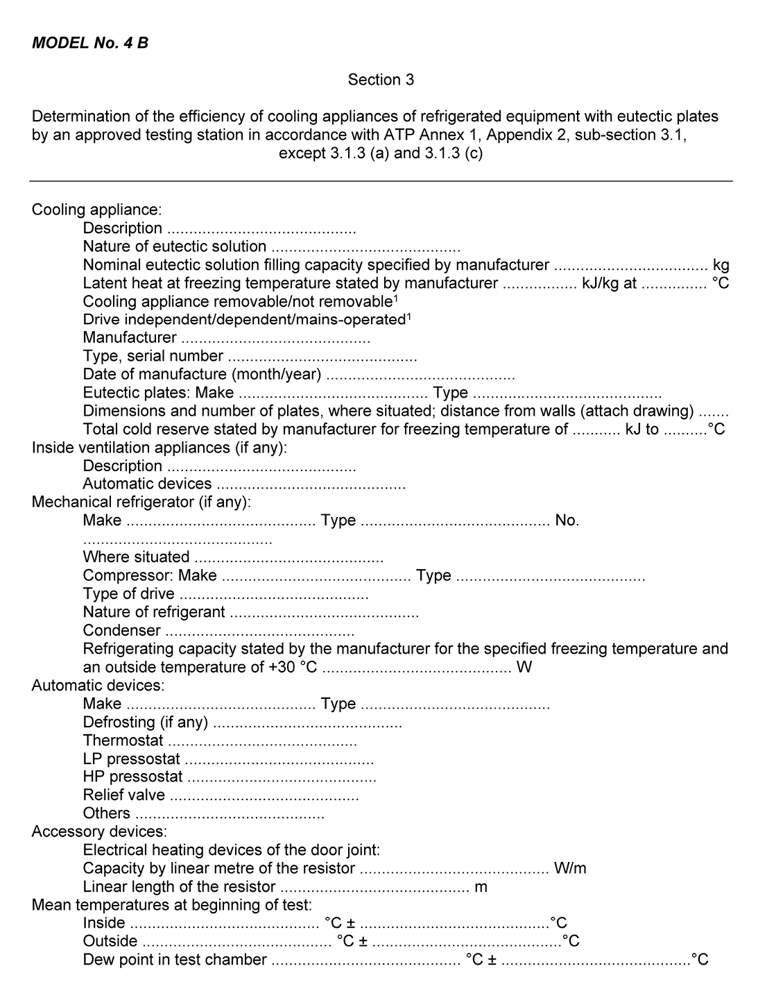 MODEL No. 4 B
Section 3
Determination of the efficiency of cooling appliances of refrigerated equipment with eutectic plates
by an approved testing station in accordance with ATP Annex 1, Appendix 2, sub-section 3.1,
except 3.1.3 (a) and 3.1.3 (c)
Cooling appliance:
Description ...........................................
Nature of eutectic solution ...........................................
Nominal eutectic solution filling capacity specified by manufacturer ................................... kg
Latent heat at freezing temperature stated by manufacturer ................. kJ/kg at ............... °C
Cooling appliance removable/not removable¹
Drive independent/dependent/mains-operated¹
Manufacturer ...........................................
Type, serial number ...........................................
Date of manufacture (month/year) ...........................................
Eutectic plates: Make ........................................... Type ...........................................
Dimensions and number of plates, where situated; distance from walls (attach drawing) .......
Total cold reserve stated by manufacturer for freezing temperature of ........... kJ to ..........°C
Inside ventilation appliances (if any):
Description ...........................................
Automatic devices ...........................................
Mechanical refrigerator (if any):
Make ........................................... Type ........................................... No.
...........................................
Where situated ...........................................
Compressor: Make ........................................... Type ...........................................
Type of drive ...........................................
Nature of refrigerant ...........................................
Condenser ...........................................
Refrigerating capacity stated by the manufacturer for the specified freezing temperature and
an outside temperature of +30 °C ........................................... W
Automatic devices:
Make ........................................... Type ...........................................
Defrosting (if any) ...........................................
Thermostat ...........................................
LP pressostat ...........................................
HP pressostat ...........................................
Relief valve ...........................................
Others ...........................................
Accessory devices:
Electrical heating devices of the door joint:
Capacity by linear metre of the resistor ........................................... W/m
Linear length of the resistor ........................................... m
Mean temperatures at beginning of test:
Inside ........................................... °C ± ...........................................°C
Outside ........................................... °C ± ...........................................°C
Dew point in test chamber ........................................... °C ± ...........................................°C